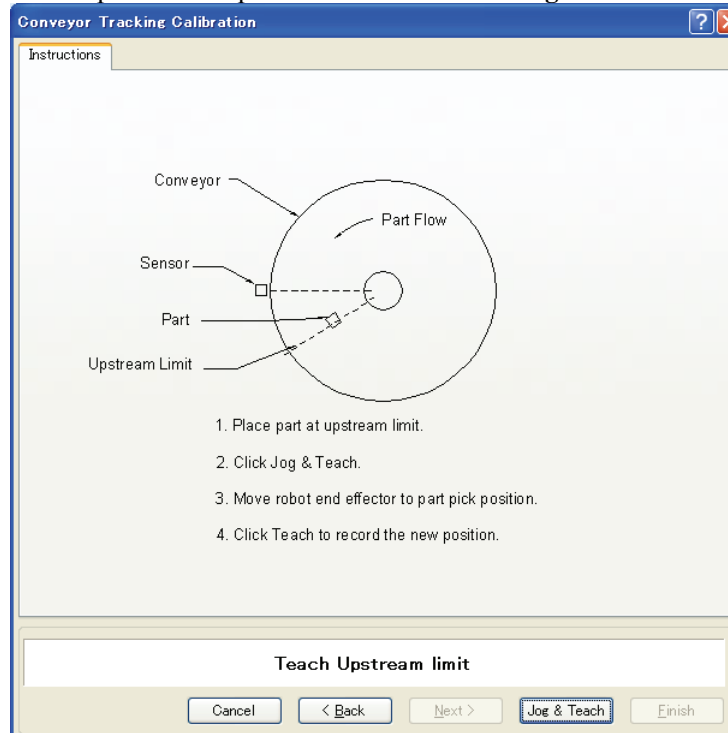 Conveyor Tracking Calibration
Instructions
Conveyor
Part Flow
Sensor
Part
Upstream Limit
1. Place part at upstream limit.
2. Click Jog & Teach.
3. Move robot end effector to part pick position.
4. Click Teach to record the new position.
Teach Upstream limit
Cancel
< Back
Next >
Jog & Teach
Finish